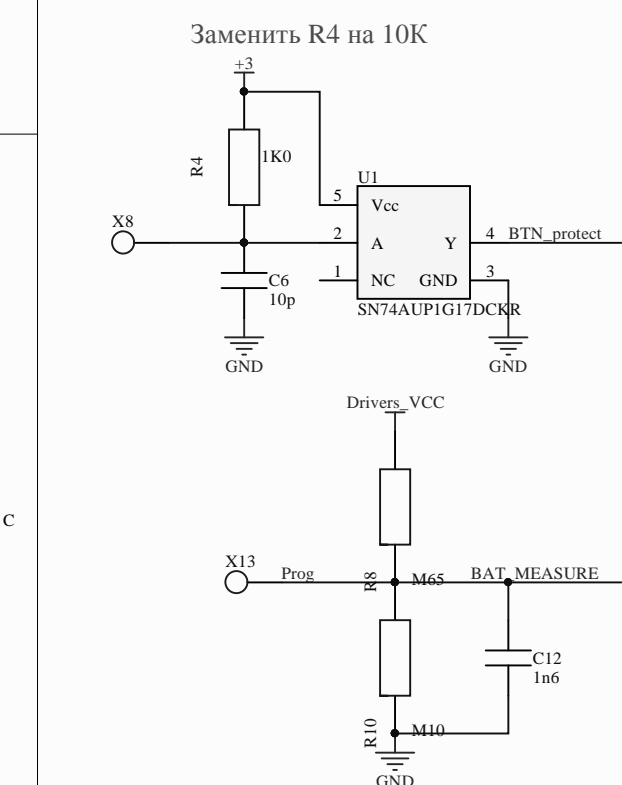 Заменить R4 на 10К
+3
R4
1K0
U1
5
Vcc
X8
2
A
Y
4
BTN_protect
1
NC
GND
3
C6
10p
SN74AUP1G17DCKR
GND
GND
Drivers_VCC
C
X13
Prog
R8
M65
BAT_MEASURE
C12
1n6
R10
M10
GND